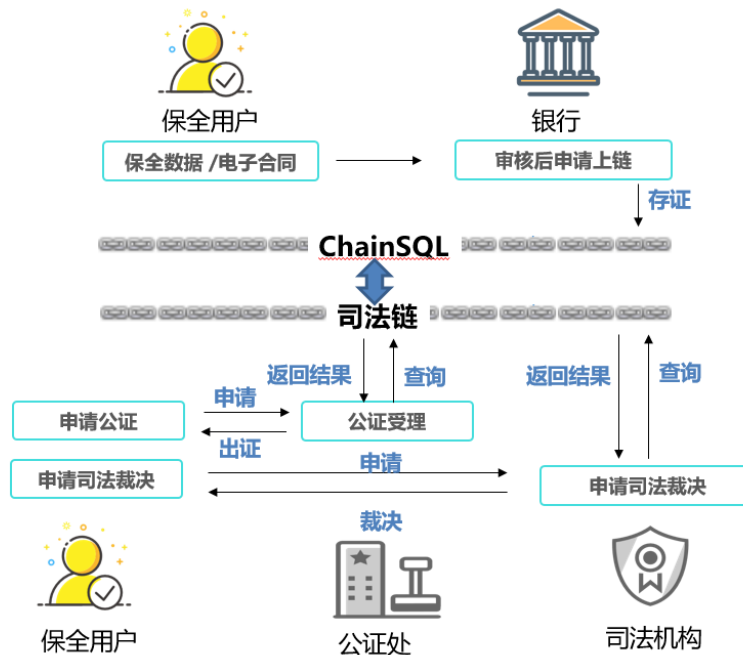 保全用户
银行
保全数据 /电子合同
审核后申请上链
存证
ChainSQL
司法链
返回结果
查询
返回结果
查询
申请
申请公证
公证受理
出证
申请
申请司法裁决
申请司法裁决
裁决
保全用户
公证处
司法机构